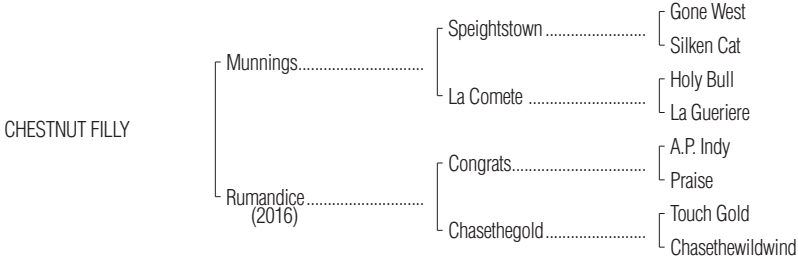 Gone West
Speightstown
Silken Cat
Munnings
Holy Bull
La Comete
La Gueriere
CHESTNUT FILLY
A.P. Indy
Congrats
Praise
Rumandice
(2016)
Touch Gold
Chasethegold
Chasethewildwind